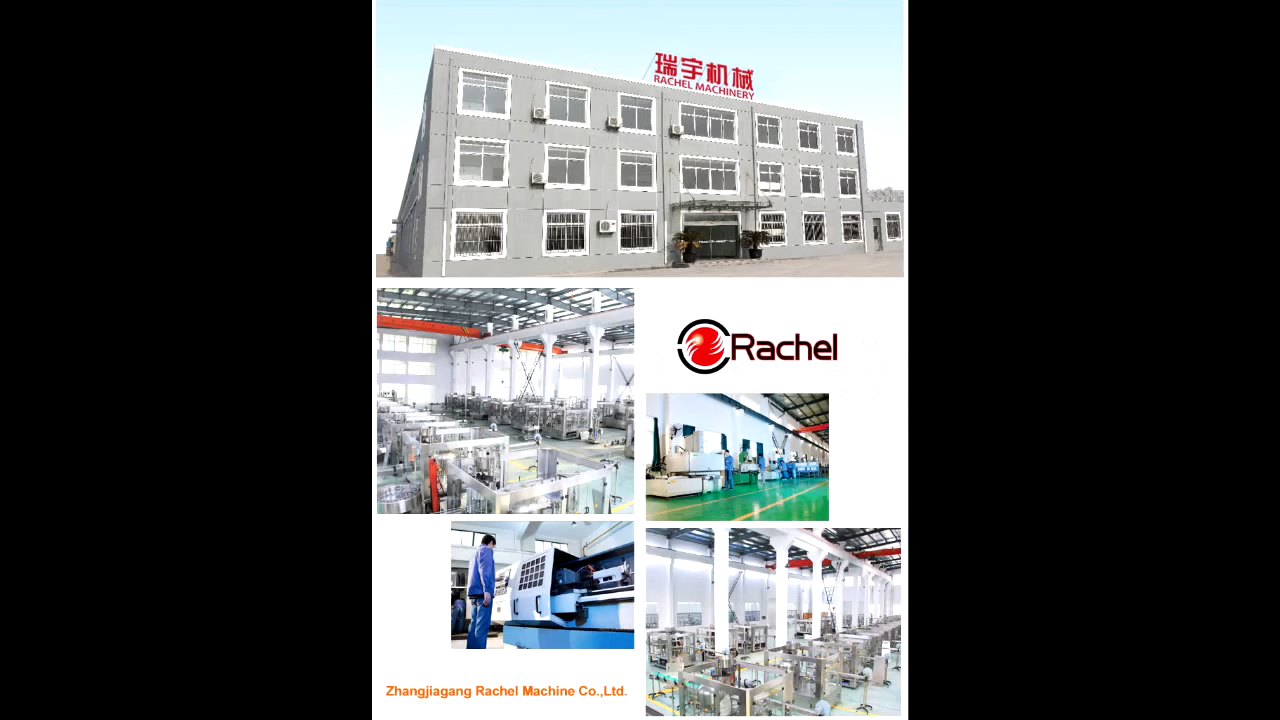 瑞宇机械
RACHEL MACHINERY
Rachel
Zhangjiagang Rachel Machine Co.,Ltd.